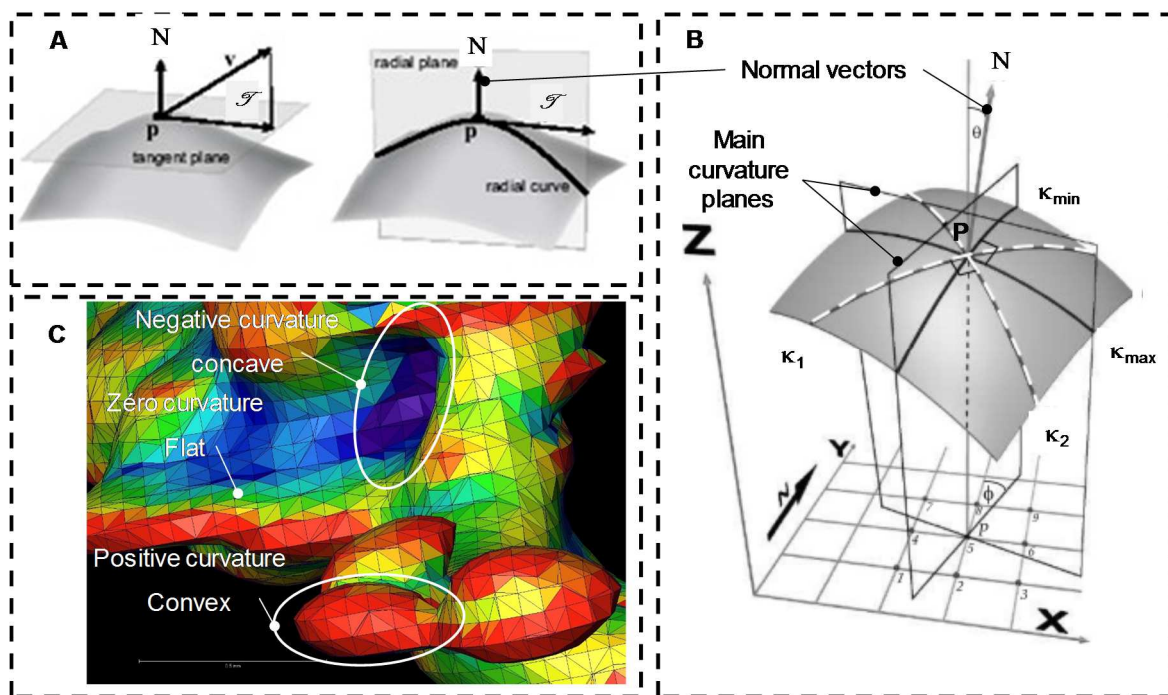 A
N
v
𝒯
p
tangent plane
N
radial plane
𝒯
p
radial curve
Normal vectors
Main
curvature
planes
B
N
θ
κmin
P
Z
κ1
κmax
κ2
Y
N
ϕ
7
8
9
p
4
5
6
1
2
3
X
C
Negative curvature
concave
Zéro curvature
Flat
Positive curvature
Convex